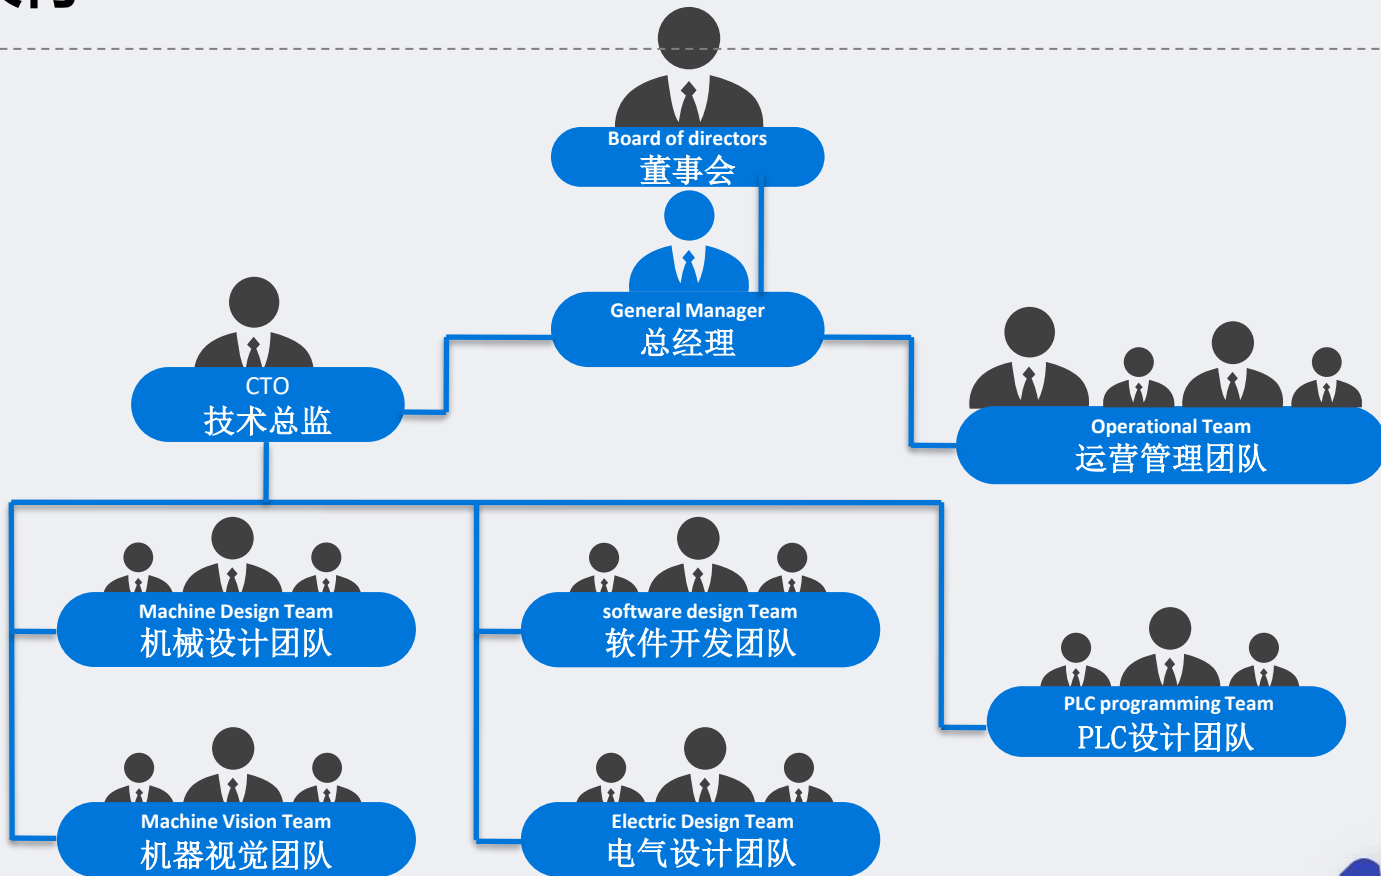 Board of directors
董事会
General Manager
总经理
CTO
技术总监
Operational Team
运营管理团队
Machine Design Team
机械设计团队
software design Team
软件开发团队
PLC programming Team
PLC设计团队
Machine Vision Team
机器视觉团队
Electric Design Team
电气设计团队